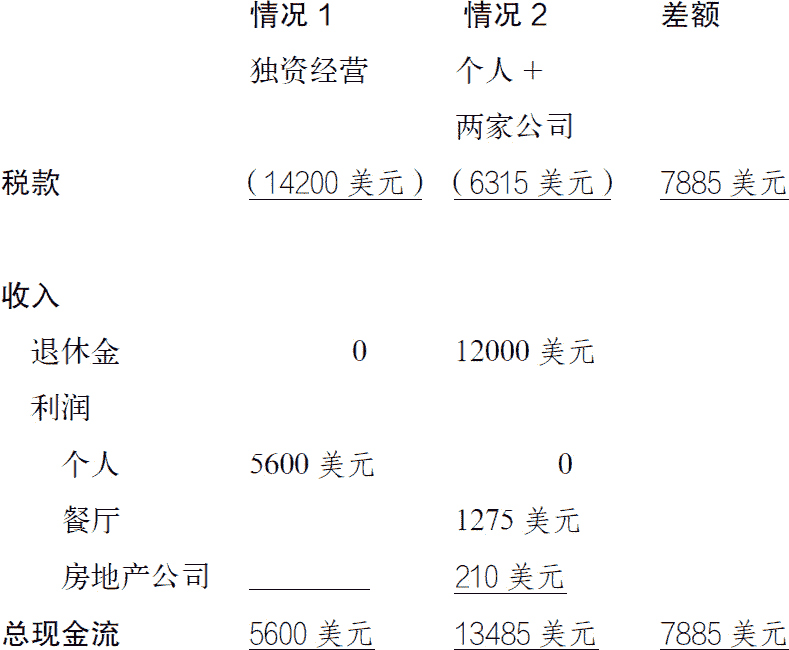 情况 1 情况 2 差额
独资经营 个人 +
两家公司
税款 (14200 美元) (6315 美元) 7885 美元
收入
退休金 0 12000 美元
利润
个人 5600 美元 0
餐厅 1275 美元
房地产公司 210 美元
总现金流 5600 美元 13485 美元 7885 美元